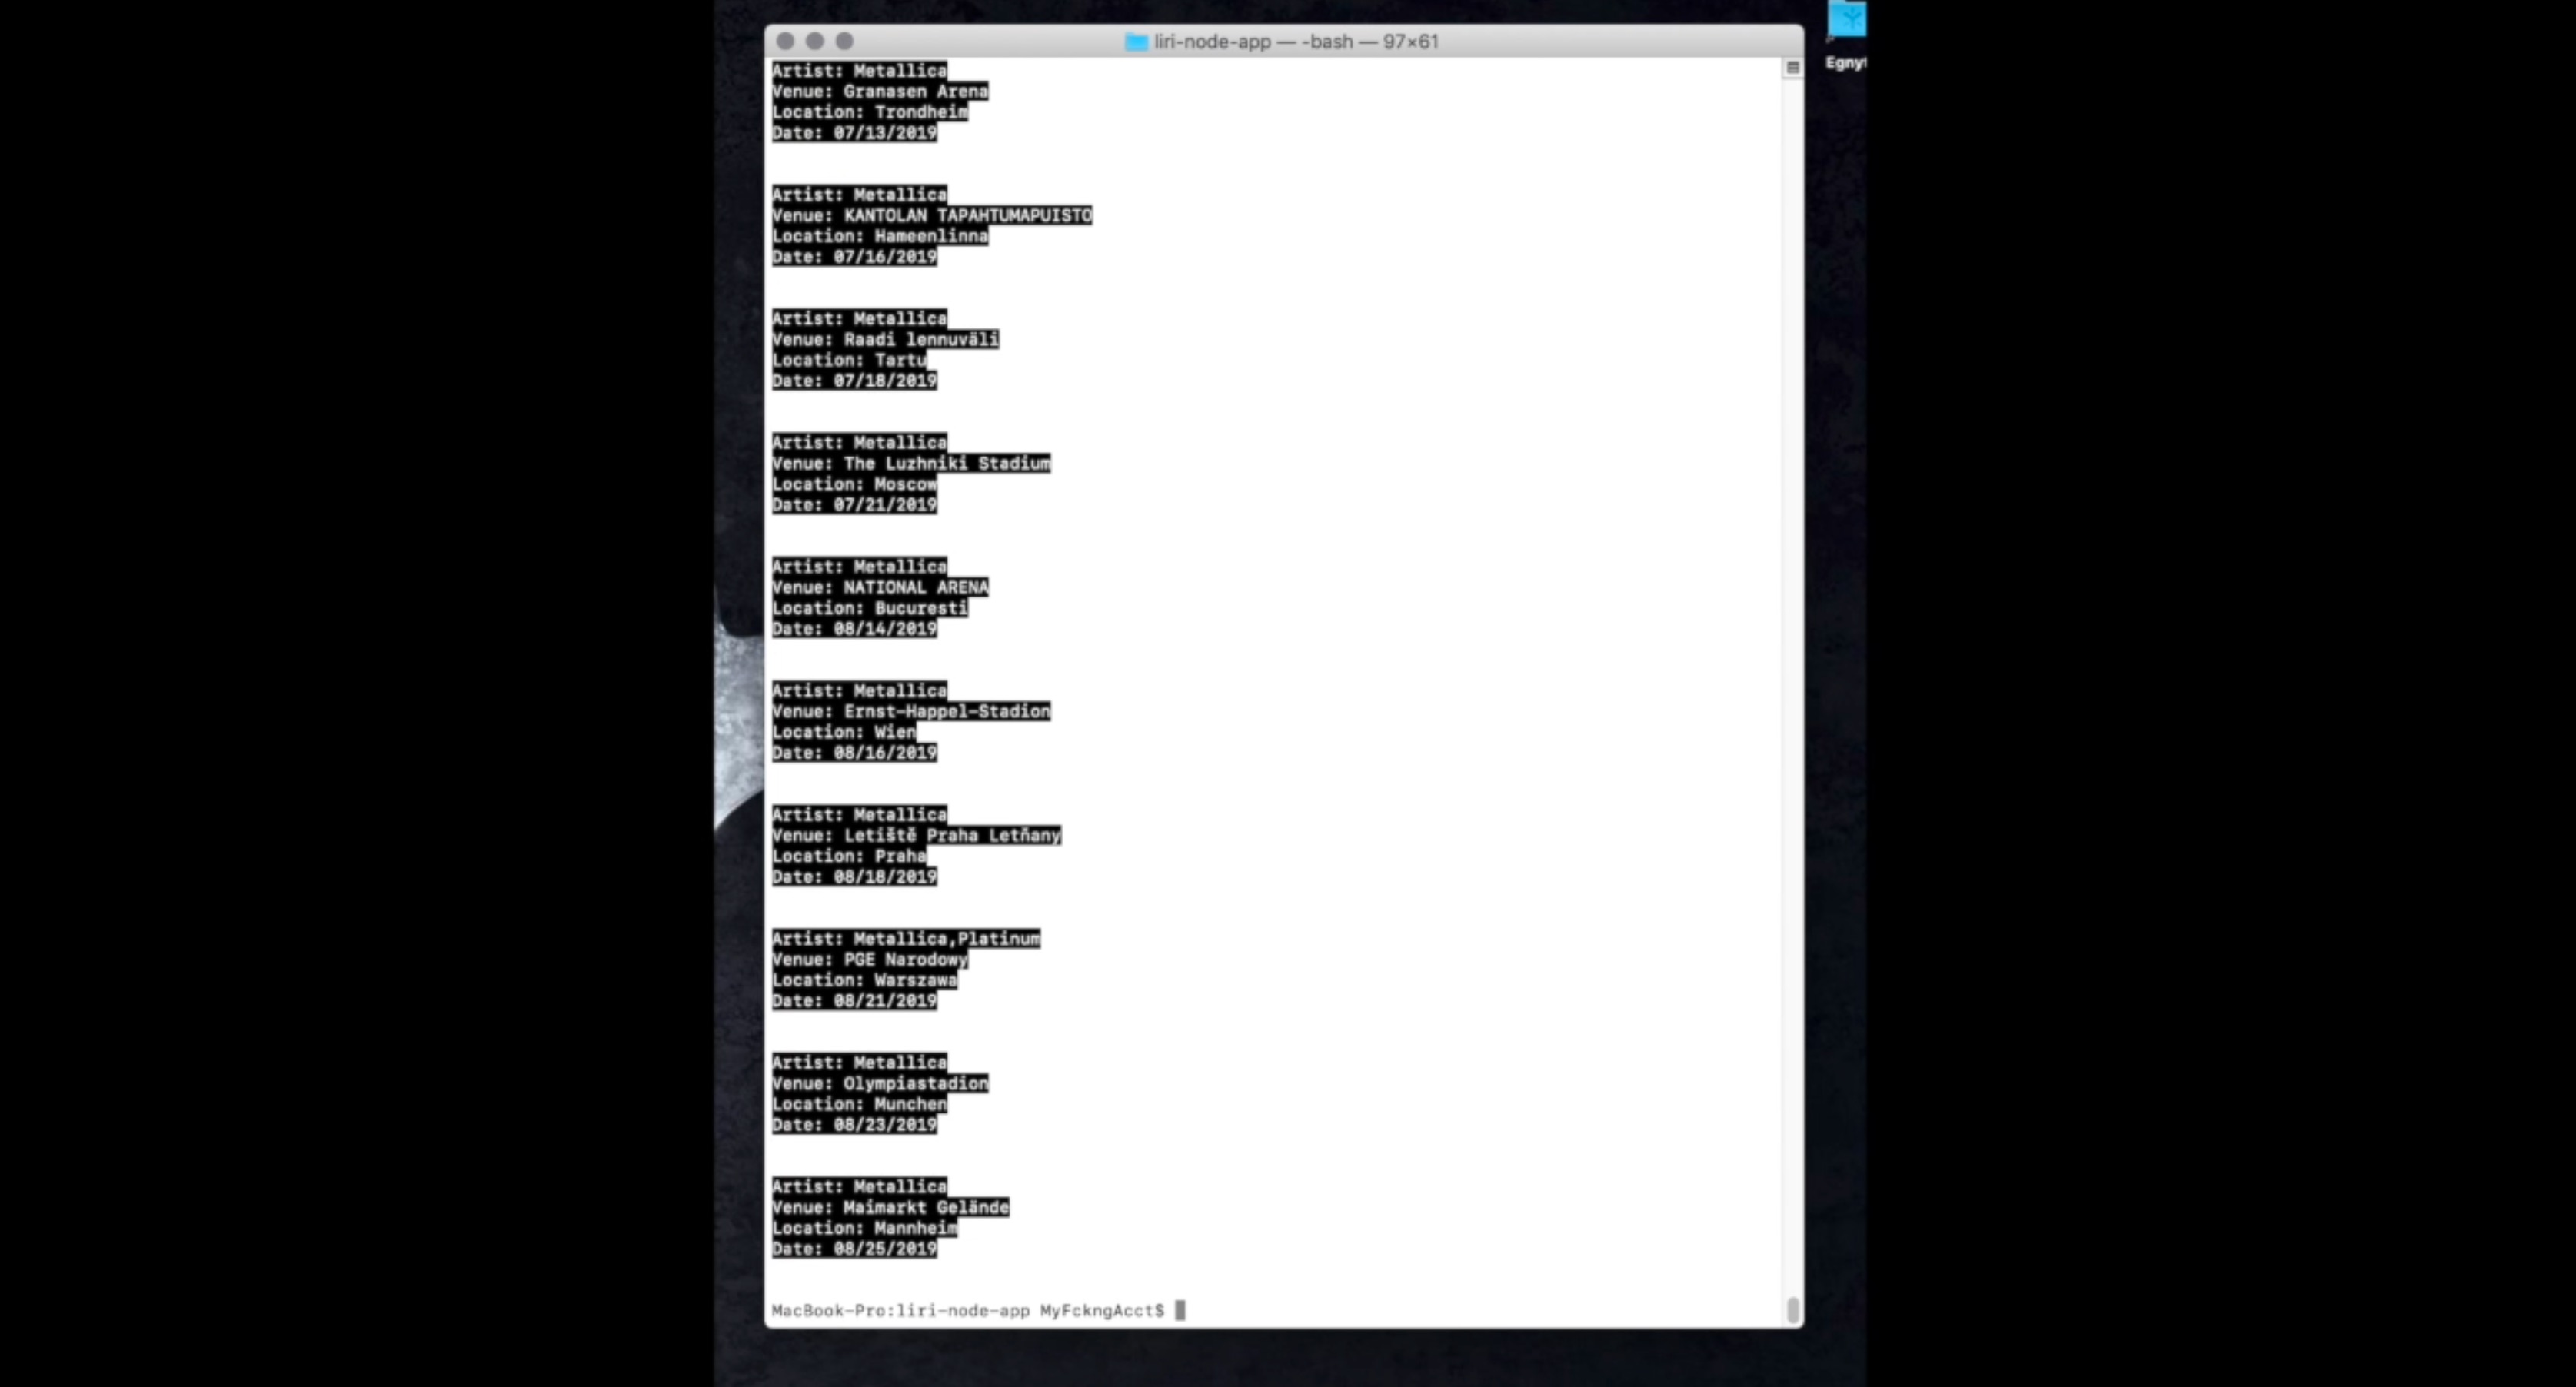 liri-node-app — -bash — 97×61
Egnyt
Artist: Metallica
Venue: Granasen Arena
Location: Trondheim
Date: 07/13/2019
Artist: Metallica
Venue: KANTOLAN TAPAHTUMAPUISTO
Location: Hameenlinna
Date: 07/16/2019
Artist: Metallica
Venue: Raadi lennuväli
Location: Tartu
Date: 07/18/2019
Artist: Metallica
Venue: The Luzhniki Stadium
Location: Moscow
Date: 07/21/2019
Artist: Metallica
Venue: NATIONAL ARENA
Location: Bucuresti
Date: 08/14/2019
Artist: Metallica
Venue: Ernst-Happel-Stadion
Location: Wien
Date: 08/16/2019
Artist: Metallica
Venue: Letiště Praha Letňany
Location: Praha
Date: 08/18/2019
Artist: Metallica,Platinum
Venue: PGE Narodowy
Location: Warszawa
Date: 08/21/2019
Artist: Metallica
Venue: Olympiastadion
Location: Munchen
Date: 08/23/2019
Artist: Metallica
Venue: Maimarkt Gelände
Location: Mannheim
Date: 08/25/2019
MacBook-Pro:liri-node-app MyFckngAcct$